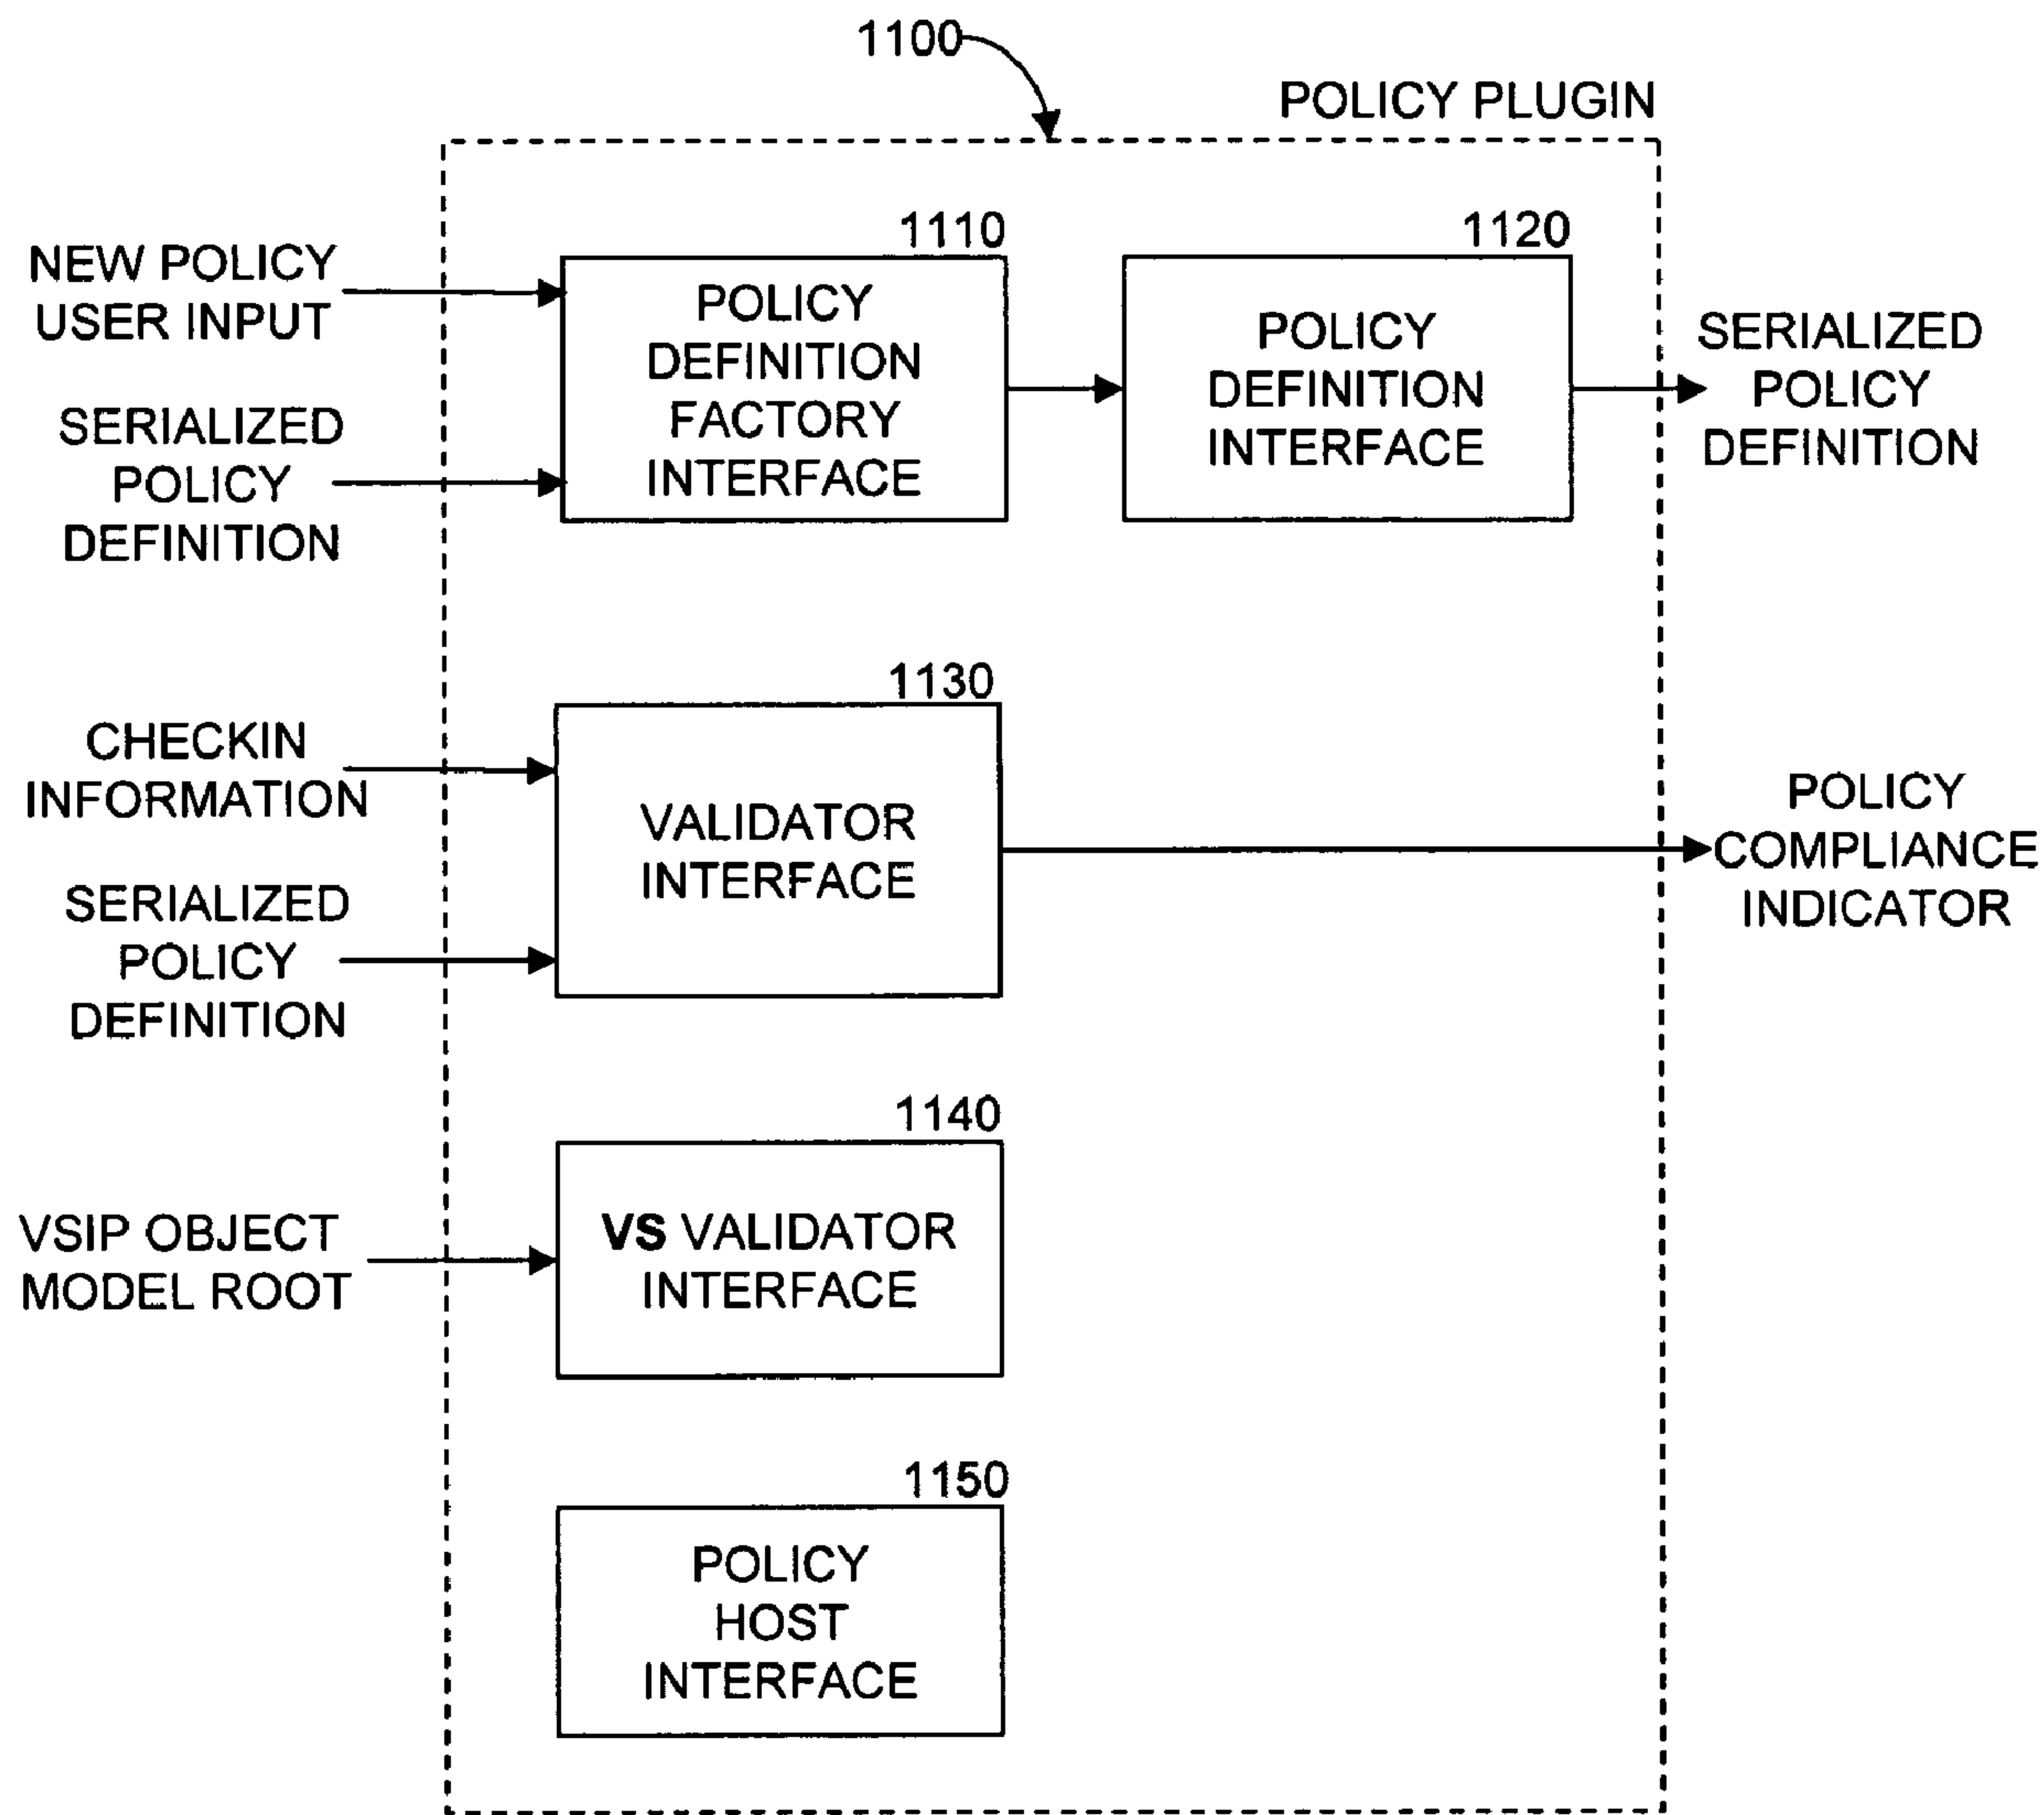 1100
POLICY PLUGIN
1110
1120
NEW POLICY
USER INPUT
SERIALIZED
POLICY
DEFINITION
POLICY
DEFINITION
FACTORY
INTERFACE
POLICY
DEFINITION
INTERFACE
SERIALIZED
POLICY
DEFINITION
1130
CHECKIN
INFORMATION
SERIALIZED
POLICY
DEFINITION
VALIDATOR
INTERFACE
POLICY
COMPLIANCE
INDICATOR
1140
VSIP OBJECT
MODEL ROOT
VS VALIDATOR
INTERFACE
1150
POLICY
HOST
INTERFACE